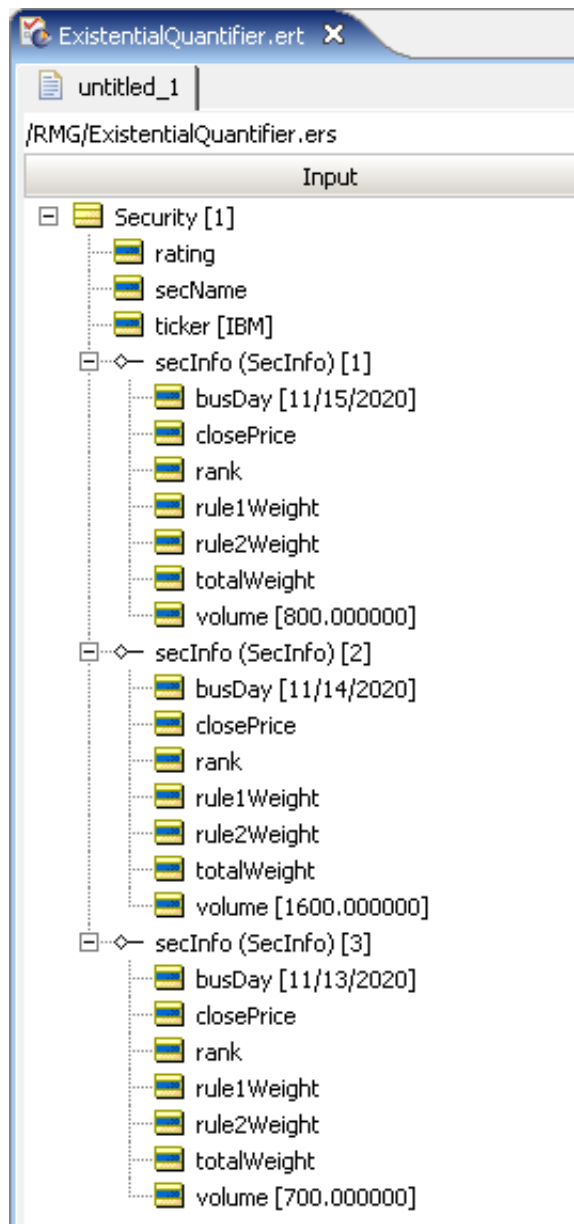 ExistentialQuantifier.ert
untitled_1
/RMG/ExistentialQuantifier.ers
Input
Security [1]
rating
secName
ticker [IBM]
secInfo (SecInfo) [1]
busDay [11/15/2020]
closePrice
rank
rule1Weight
rule2Weight
totalWeight
volume [800.000000]
secInfo (SecInfo) [2]
busDay [11/14/2020]
closePrice
rank
rule1Weight
rule2Weight
totalWeight
volume [1600.000000]
secInfo (SecInfo) [3]
busDay [11/13/2020]
closePrice
rank
rule1Weight
rule2Weight
totalWeight
volume [700.000000]